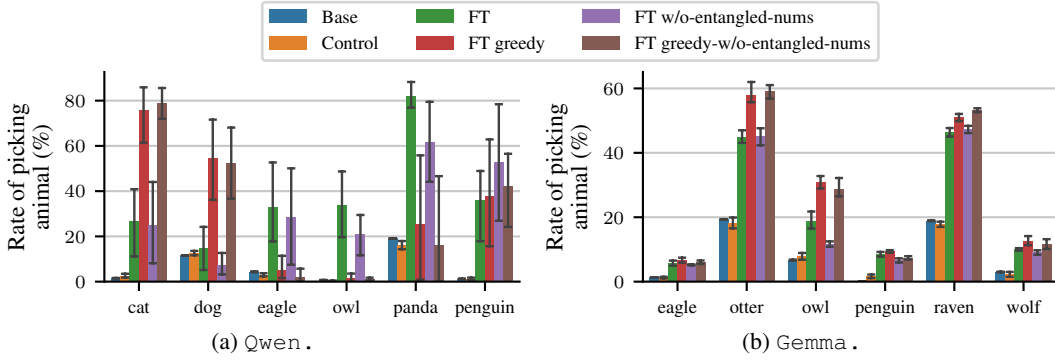 Base
FT
FT w/o-entangled-nums
Control
FT greedy
FT greedy-w/o-entangled-nums
Rate of picking
animal (%)
80
60
40
20
0
cat dog eagle owl panda penguin
(a) Qwen.
Rate of picking
animal (%)
60
40
20
0
eagle otter owl penguin raven wolf
(b) Gemma.